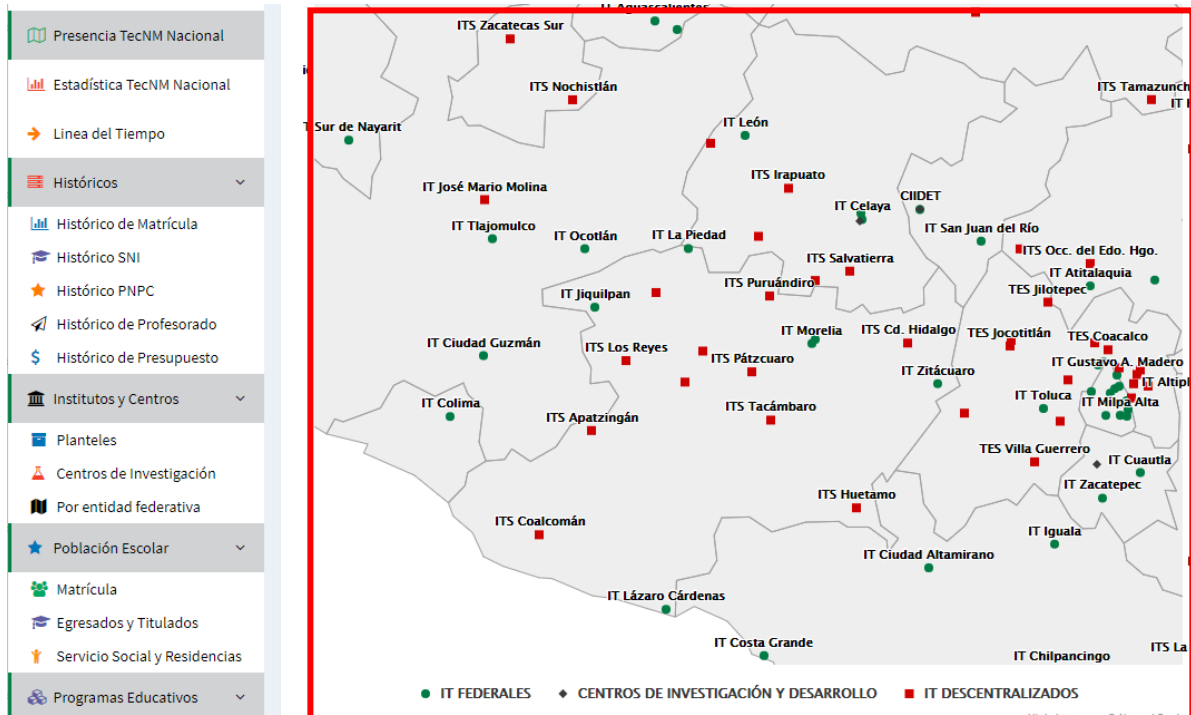 Presencia TecNM Nacional
Estadística TecNM Nacional
Linea del Tiempo
Históricos
Histórico de Matrícula
Histórico SNI
Histórico PNPC
Histórico de Profesorado
Histórico de Presupuesto
Institutos y Centros
Planteles
Centros de Investigación
Por entidad federativa
Población Escolar
Matrícula
Egresados y Titulados
Servicio Social y Residencias
Programas Educativos
IT Aguascalientes
ITS Zacatecas Sur
ITS Nochistlán
ITS Tamazunch
Sur de Nayarit
IT León
ITS Irapuato
IT José Mario Molina
CIIDET
IT Celaya
IT Tlajomulco
IT Ocotlán
IT La Piedad
IT San Juan del Río
ITS Occ. del Edo. Hgo.
ITS Salvatierra
IT Atitalaquia
ITS Puruándiro
TES Jilotepec
IT Jiquilpan
IT Morelia
ITS Cd. Hidalgo
TES Jocotitlán
TES Coacalco
IT Ciudad Guzmán
ITS Los Reyes
ITS Pátzcuaro
IT Gustavo A. Madero
IT Zitácuaro
IT Altipl
IT Toluca
IT Milpa Alta
IT Colima
ITS Tacámbaro
ITS Apatzingán
TES Villa Guerrero
IT Cuautla
IT Zacatepec
ITS Huetamo
ITS Coalcomán
IT Iguala
IT Ciudad Altamirano
IT Lázaro Cárdenas
IT Costa Grande
ITS La
IT Chilpancingo
IT FEDERALES
CENTROS DE INVESTIGACIÓN Y DESARROLLO
IT DESCENTRALIZADOS